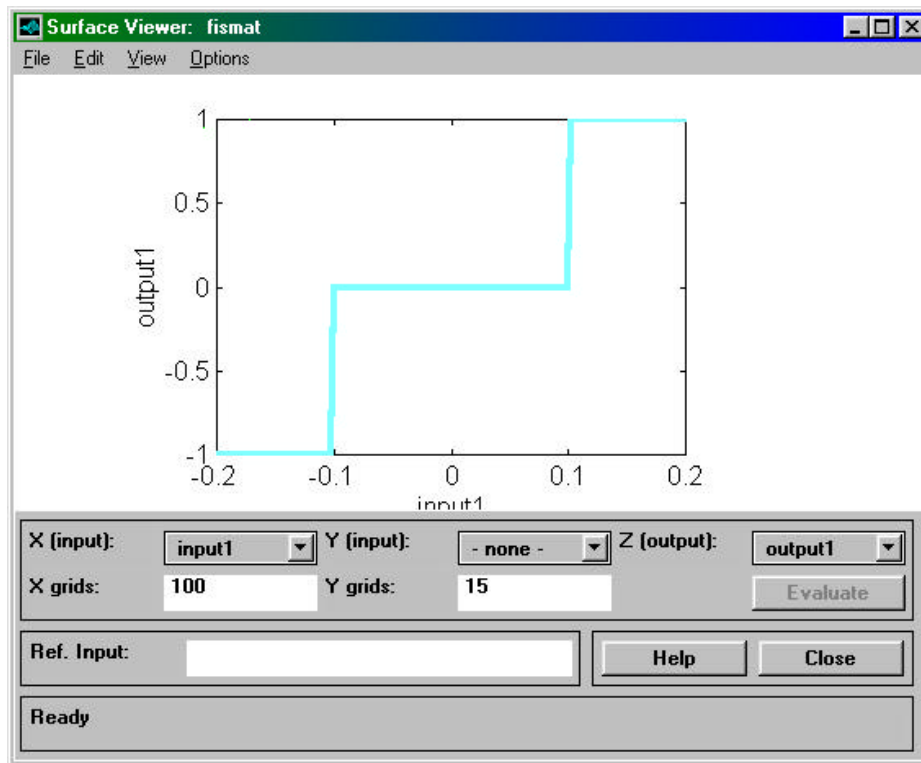 Surface Viewer: fismat
File Edit View Options
1
0.5
0
-0.5
-1
output1
-0.2 -0.1 0 0.1 0.2
input1
X (input): input1 Y (input): - none - Z (output): output1
X grids: 100 Y grids: 15 Evaluate
Ref. Input: Help Close
Ready